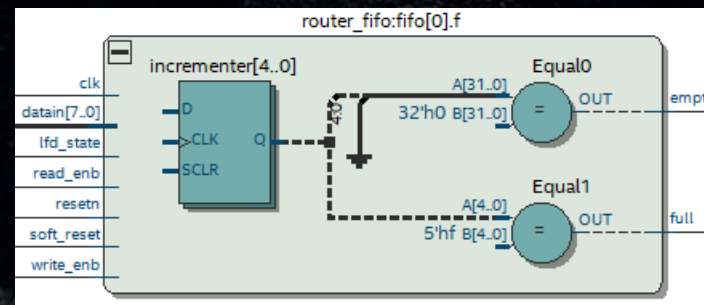 router_fifo:fifo[0].f
incrementer[4..0]
Equal0
clk
A[31..0]
datain[7..0]
D
4:0
32'h0 B[31..0]
=
OUT
empt
lfd_state
CLK
Q
read_enb
SCLR
Equal1
resetn
A[4..0]
soft_reset
5'hf B[4..0]
=
OUT
full
write_enb